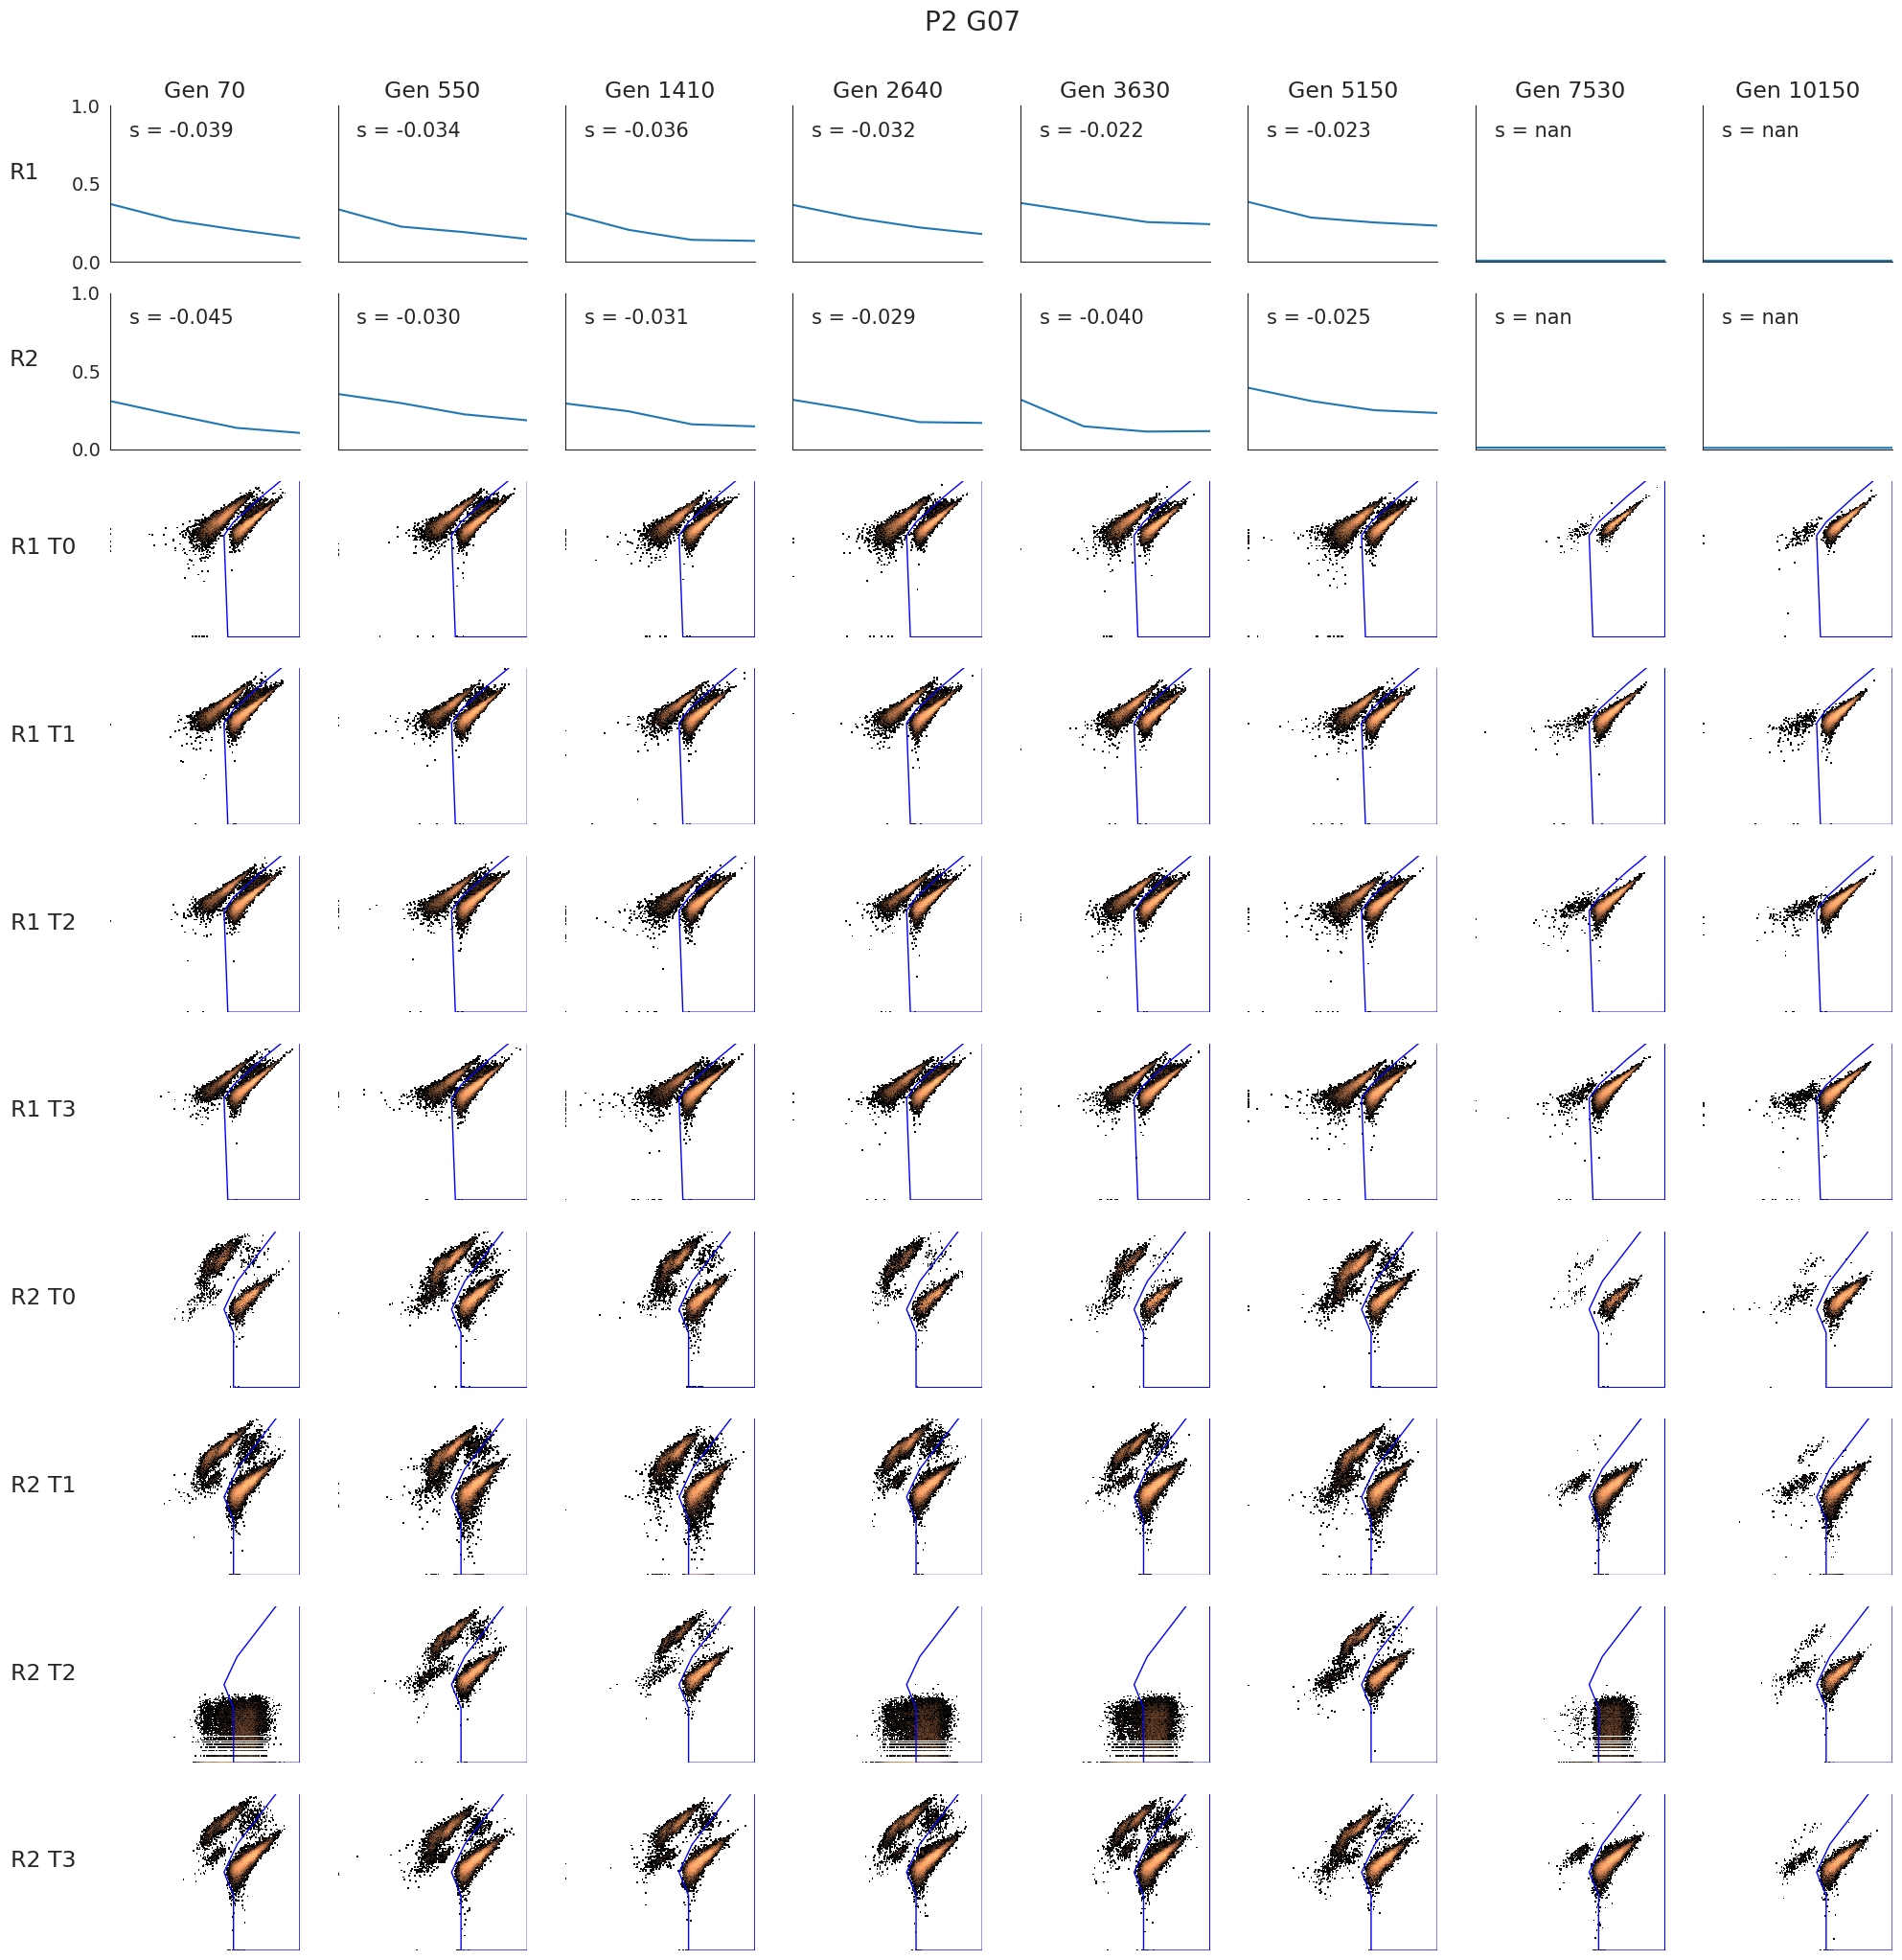 P2 G07
Gen 70 Gen 550 Gen 1410 Gen 2640 Gen 3630 Gen 5150 Gen 7530 Gen 10150
1.0
s = -0.039 s = -0.034 s = -0.036 s = -0.032 s = -0.022 s = -0.023 s = nan s = nan
R1
0.5
0.0
1.0
s = -0.045 s = -0.030 s = -0.031 s = -0.029 s = -0.040 s = -0.025 s = nan s = nan
R2
0.5
0.0
R1 T0
R1 T1
R1 T2
R1 T3
R2 T0
R2 T1
R2 T2
R2 T3